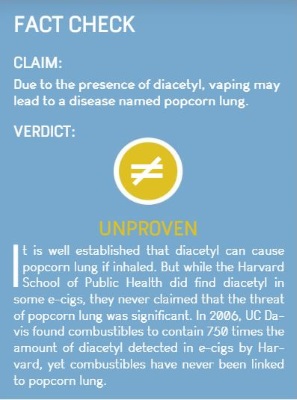 FACT CHECK
CLAIM:
Due to the presence of diacetyl, vaping may
lead to a disease named popcorn lung.
VERDICT:
≠
UNPROVEN
It is well established that diacetyl can cause
popcorn lung if inhaled. But while the Harvard
School of Public Health did find diacetyl in
some e-cigs, they never claimed that the threat
of popcorn lung was significant. In 2006, UC Da-
vis found combustibles to contain 750 times the
amount of diacetyl detected in e-cigs by Har-
vard, yet combustibles have never been linked
to popcorn lung.